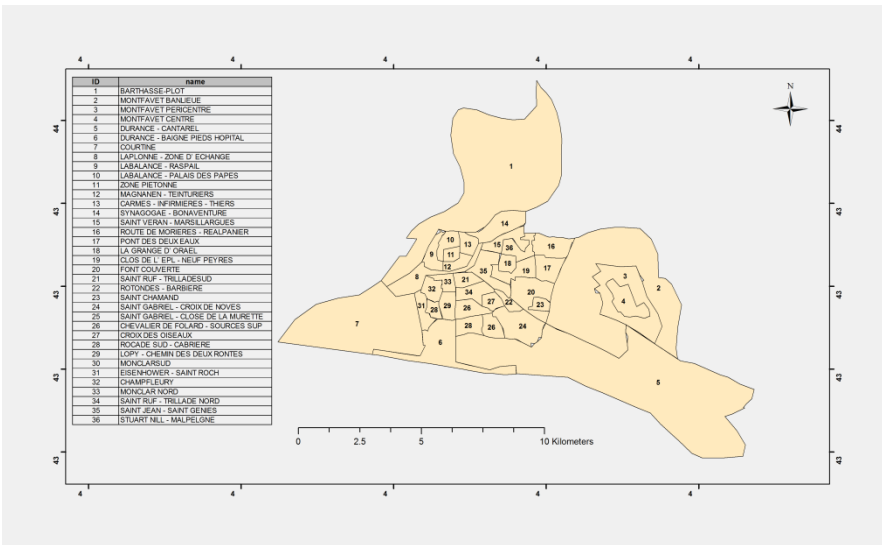 4 4 4 4 4
ID name
1 BARTHASSE-PLOT
2 MONTFAVET BANLIEUE
3 MONTFAVET PERICENTRE
4 MONTFAVET CENTRE
5 DURANCE - CANTAREL
6 DURANCE - BAIGNE PIEDS HOPITAL
7 COURTINE
8 LAPLONNE - ZONE D' ECHANGE
9 LABALANCE - RASPAIL
10 LABALANCE - PALAIS DES PAPES
11 ZONE PIETONNE
12 MAGNANEN - TEINTURIERS
13 CARMES - INFIRMIERES - THIERS
14 SYNAGOGAE - BONAVENTURE
15 SAINT VERAN - MARSILLARGUES
16 ROUTE DE MORIERES - REALPANIER
17 PONT DES DEUX EAUX
18 LA GRANGE D' ORAEL
19 CLOS DE L' EPL - NEUF PEYRES
20 FONT COUVERTE
21 SAINT RUF - TRILLADESUD
22 ROTONDES - BARBIERE
23 SAINT CHAMAND
24 SAINT GABRIEL - CROIX DE NOVES
25 SAINT GABRIEL - CLOSE DE LA MURETTE
26 CHEVALIER DE FOLARD - SOURCES SUP
27 CROIX DES OISEAUX
28 ROCADE SUD - CABRIERE
29 LOPY - CHEMIN DES DEUX RONTES
30 MONCLARSUD
31 EISENHOWER - SAINT ROCH
32 CHAMPFLEURY
33 MONCLAR NORD
34 SAINT RUF - TRILLADE NORD
35 SAINT JEAN - SAINT GENIES
36 STUART NILL - MALPELGNE
N
44 44
1
43 43
14
10 13 15 36 16
9 11
12 18 17
35 19
8 21
43 43
3
33
32 34 20 2
31 28 29 26 27 22 23 4
7 28 26 24
6
43 43
5
0 2.5 5 10 Kilometers
43 43
4 4 4 4 4